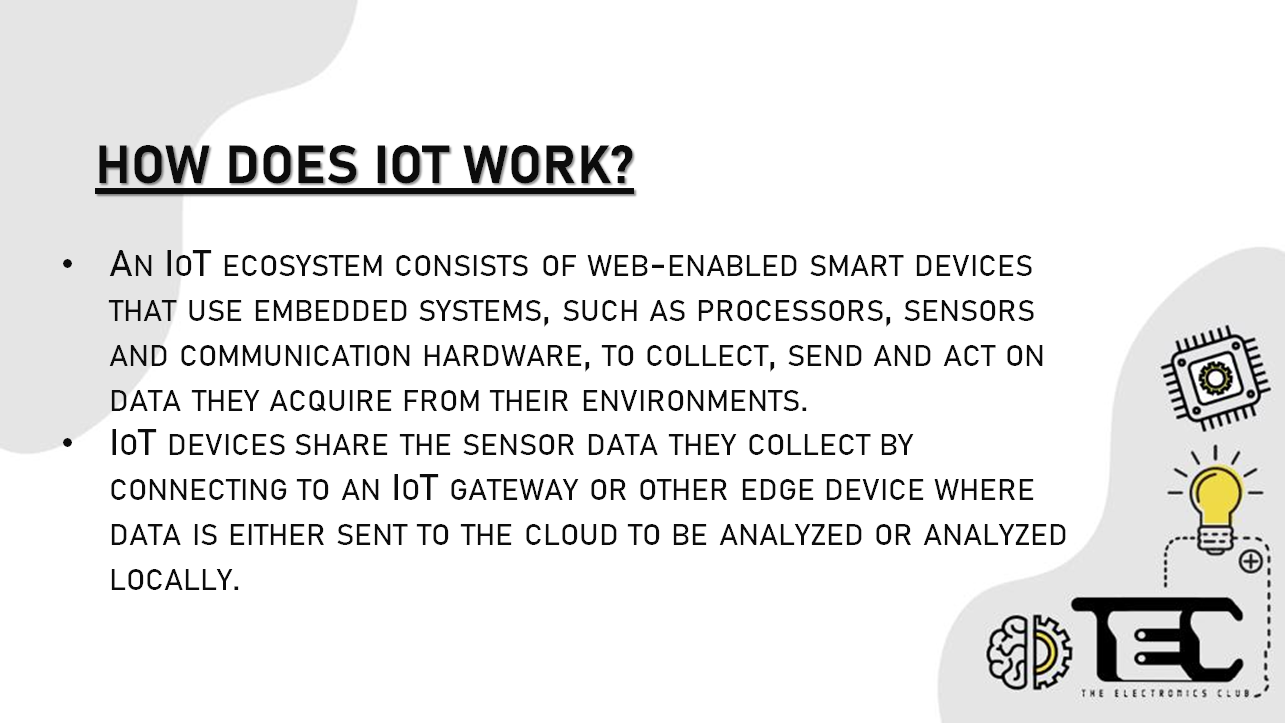 HOW DOES IOT WORK?
• An IoT ecosystem consists of web-enabled smart devices
that use embedded systems, such as processors, sensors
and communication hardware, to collect, send and act on
data they acquire from their environments.
• IoT devices share the sensor data they collect by
connecting to an IoT gateway or other edge device where
data is either sent to the cloud to be analyzed or analyzed
locally.
TEC
THE ELECTRONICS CLUB